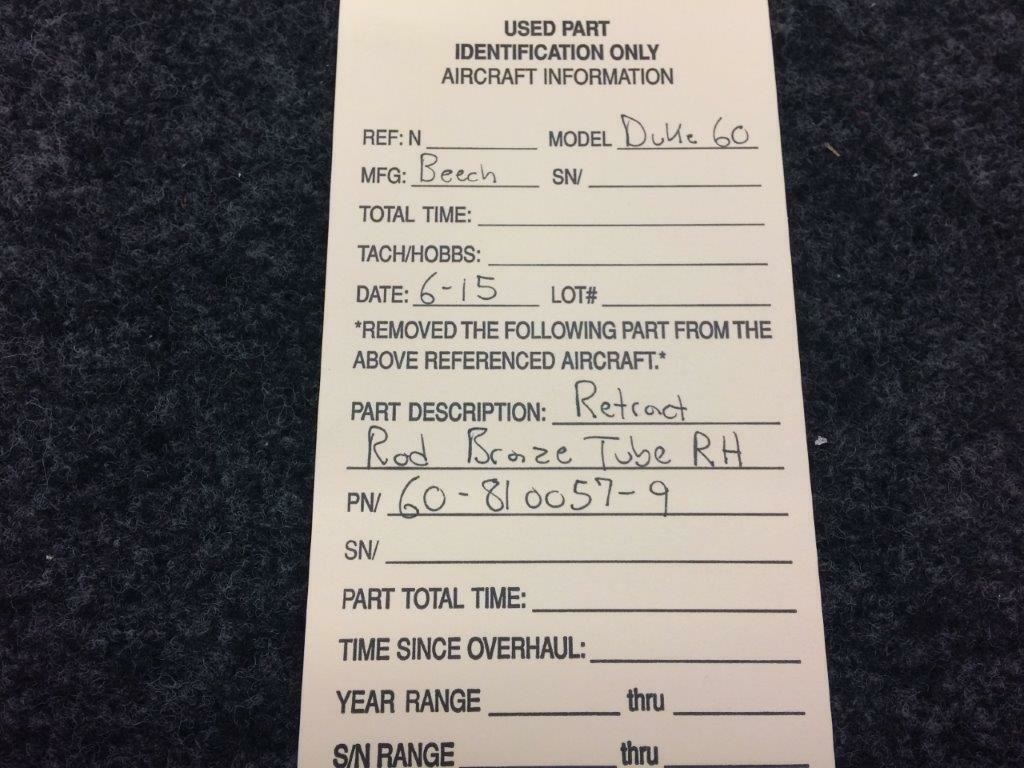 USED PART
IDENTIFICATION ONLY
AIRCRAFT INFORMATION
REF: N MODEL Duke 60
MFG: Beech SN/
TOTAL TIME:
TACH/HOBBS:
DATE: 6-15 LOT#
*REMOVED THE FOLLOWING PART FROM THE
ABOVE REFERENCED AIRCRAFT.*
PART DESCRIPTION: Retract
Rod Braze Tube RH
PN/ 60-810057-9
SN/
PART TOTAL TIME:
TIME SINCE OVERHAUL:
YEAR RANGE thru
S/N RANGE thru